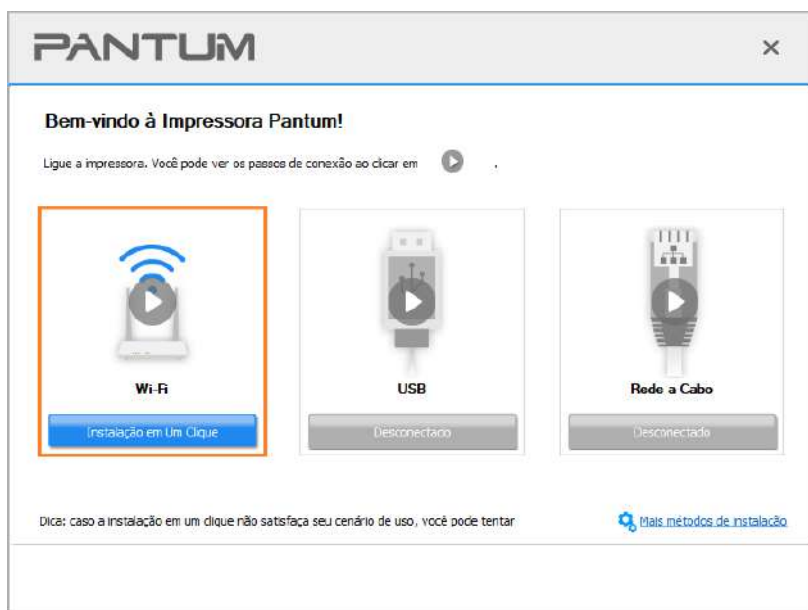 PANTUM
Bem-vindo à Impressora Pantum!
Ligue a impressora. Você pode ver os passos de conexão ao clicar em .
Wi-Fi
USB
Rede a Cabo
Instalação em Um Clique
Desconectado
Desconectado
Dica: caso a instalação em um clique não satisfaça seu cenário de uso, você pode tentar
Mais métodos de instalação